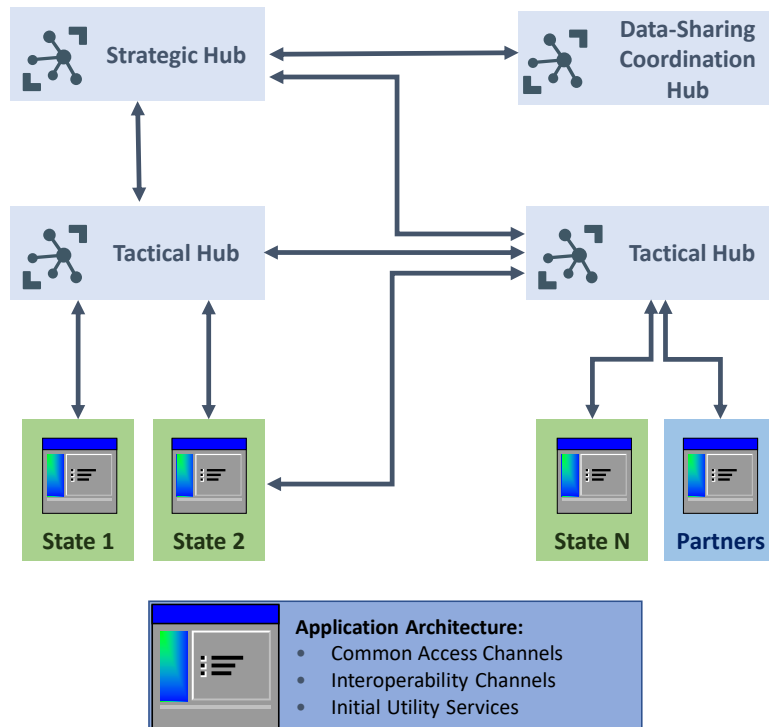 Strategic Hub
Data-Sharing
Coordination
Hub
Tactical Hub
Tactical Hub
State 1
State 2
State N
Partners
Application Architecture:
• Common Access Channels
• Interoperability Channels
• Initial Utility Services